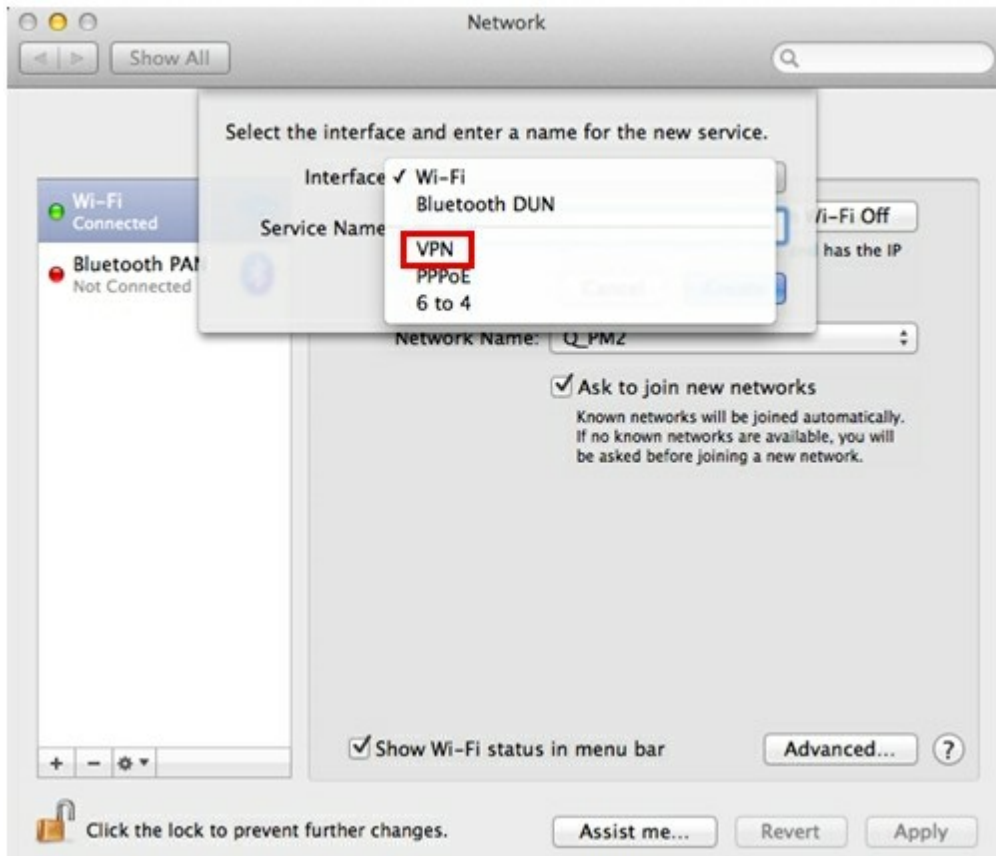 Network
Show All
Select the interface and enter a name for the new service.
Interface ✓ Wi-Fi
Bluetooth DUN
Service Name
VPN
PPPoE
6 to 4
Wi-Fi
Connected
Bluetooth PAN
Not Connected
Wi-Fi Off
has the IP
Cancel
Create
Network Name: Q_PM2
Ask to join new networks
Known networks will be joined automatically.
If no known networks are available, you will
be asked before joining a new network.
Show Wi-Fi status in menu bar
Advanced... ?
Click the lock to prevent further changes.
Assist me...
Revert
Apply